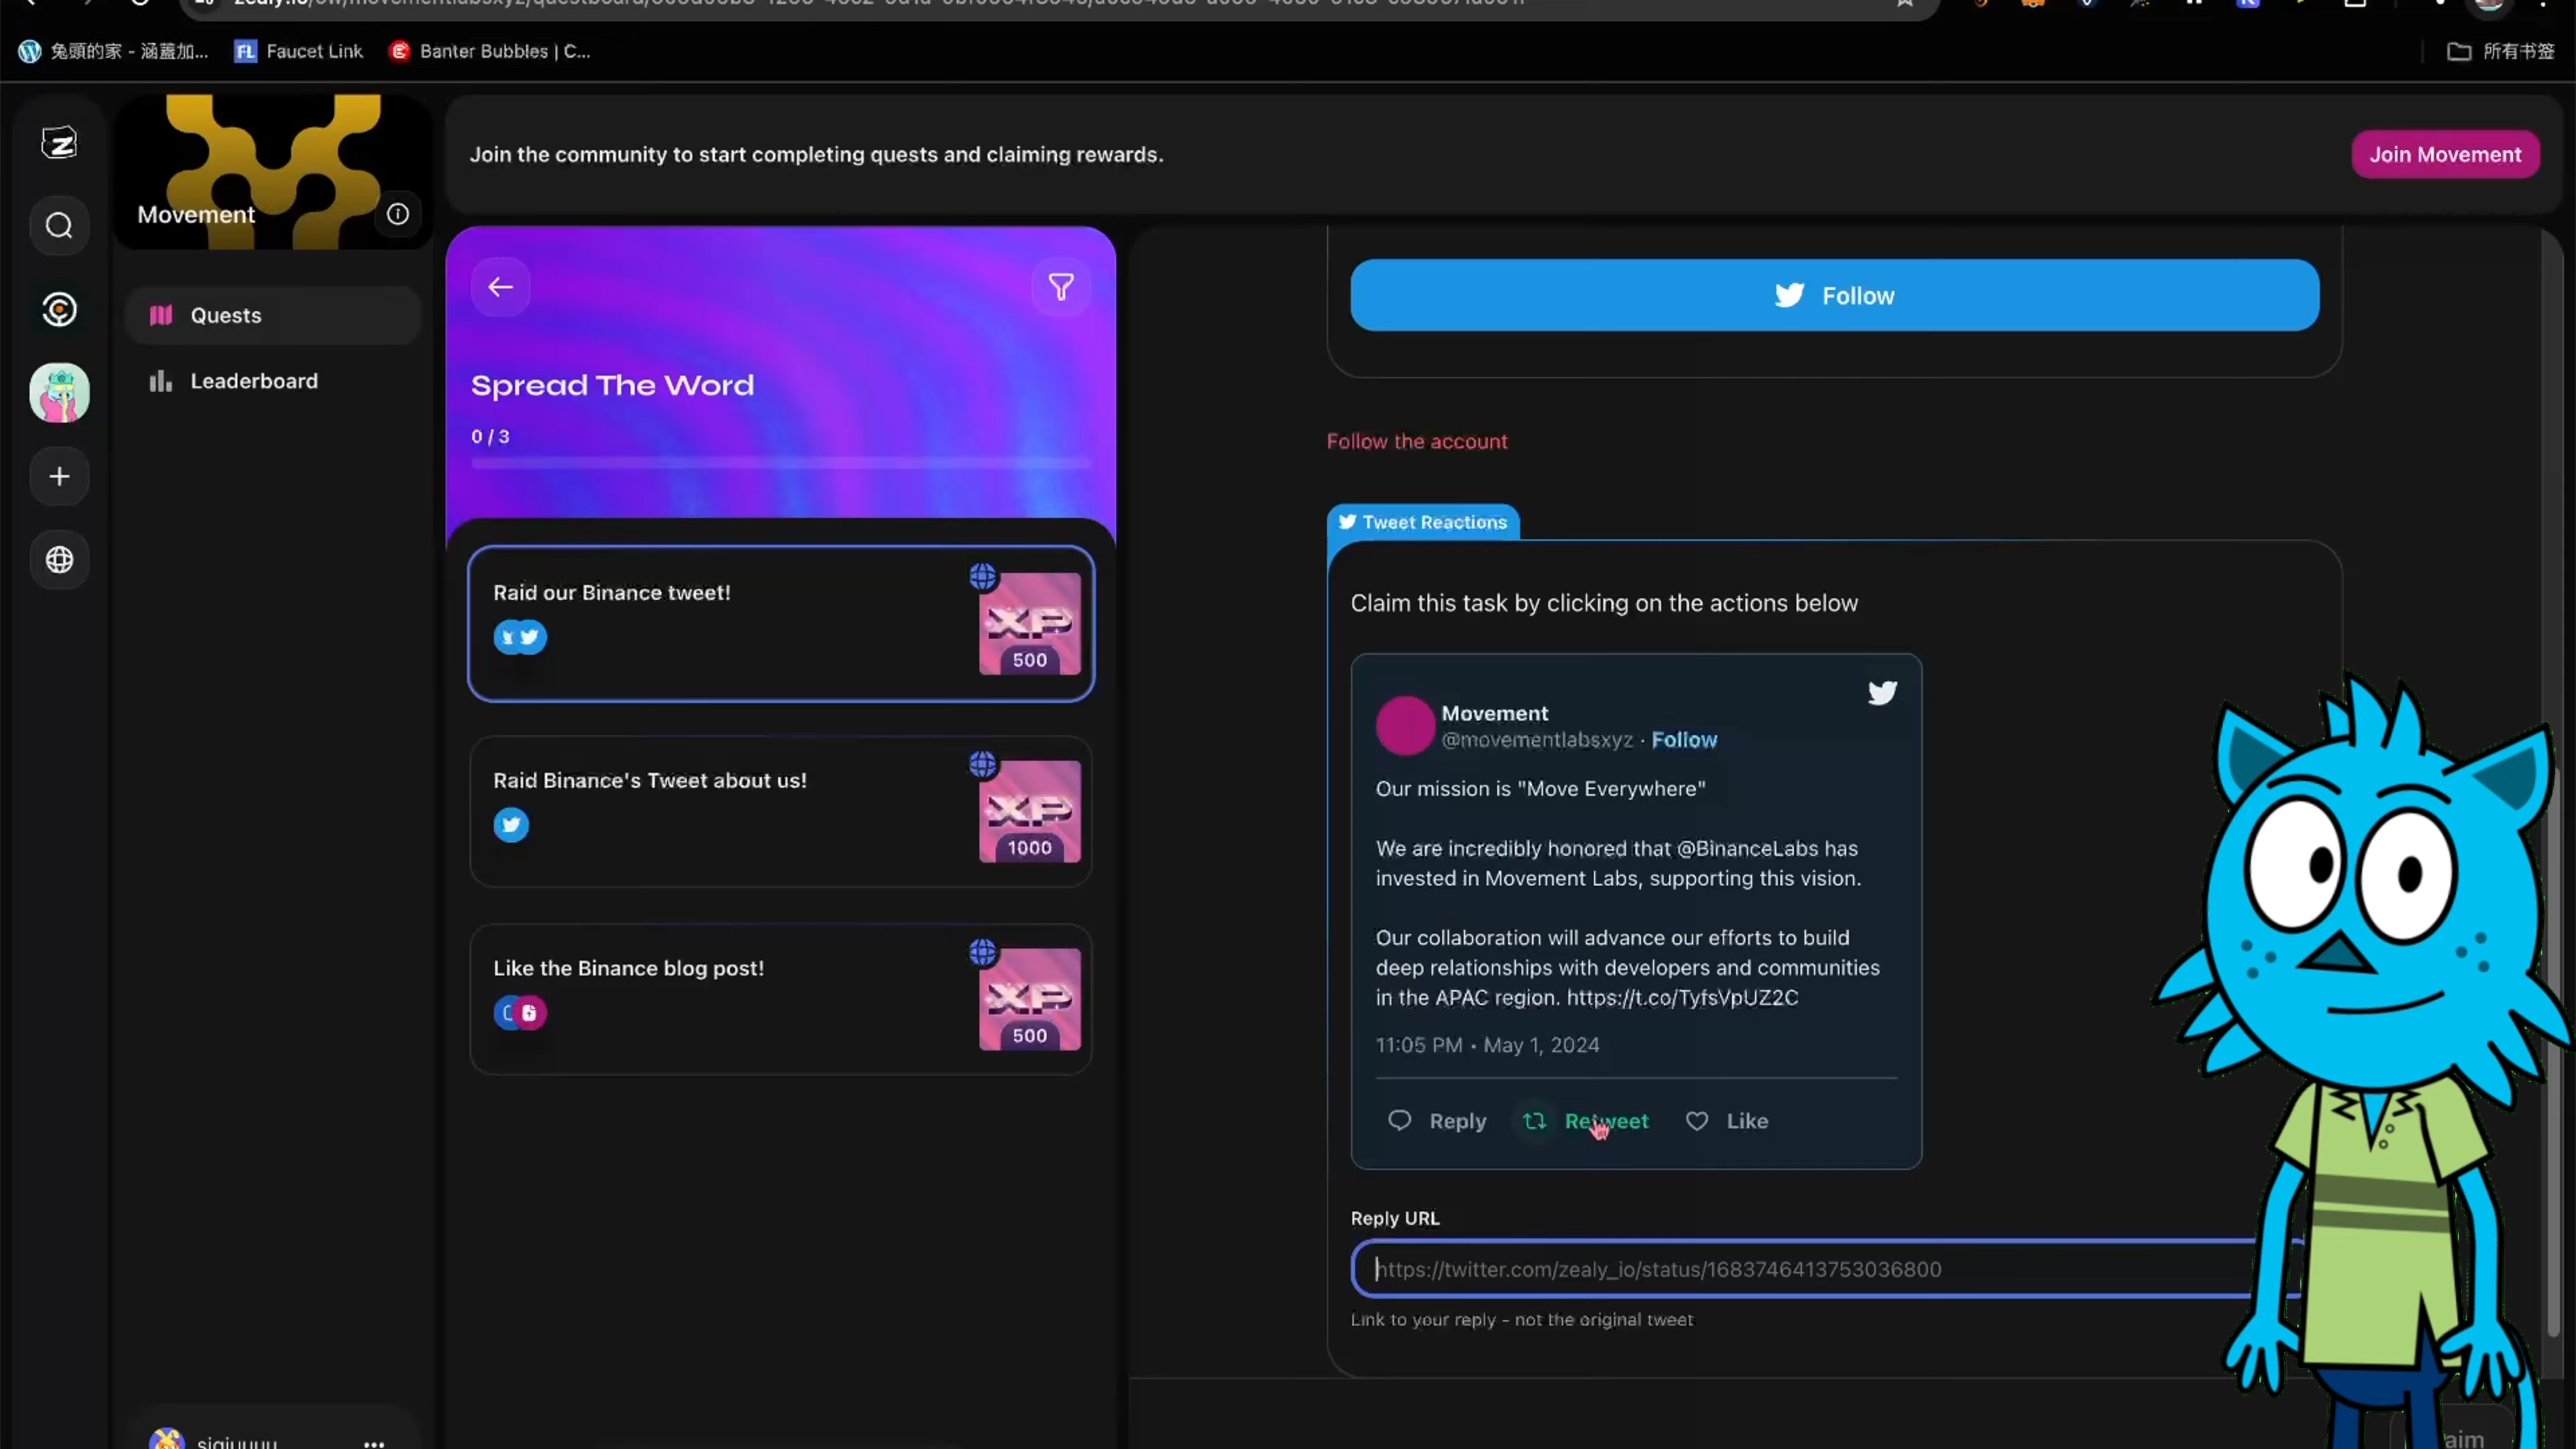 兔頭的家 - 涵蓋加...
Faucet Link
Banter Bubbles | C...
所有书签
Movement
Join the community to start completing quests and claiming rewards.
Join Movement
Quests
Leaderboard
Spread The Word
0 / 3
Raid our Binance tweet!
XP
500
Raid Binance's Tweet about us!
XP
1000
Like the Binance blog post!
XP
500
Follow
Follow the account
Tweet Reactions
Claim this task by clicking on the actions below
Movement
@movementlabsxyz · Follow
Our mission is "Move Everywhere"
We are incredibly honored that @BinanceLabs has
invested in Movement Labs, supporting this vision.
Our collaboration will advance our efforts to build
deep relationships with developers and communities
in the APAC region. https://t.co/TyfsVpUZ2C
11:05 PM • May 1, 2024
Reply
Retweet
Like
Reply URL
https://twitter.com/zealy_io/status/1683746413753036800
Link to your reply - not the original tweet